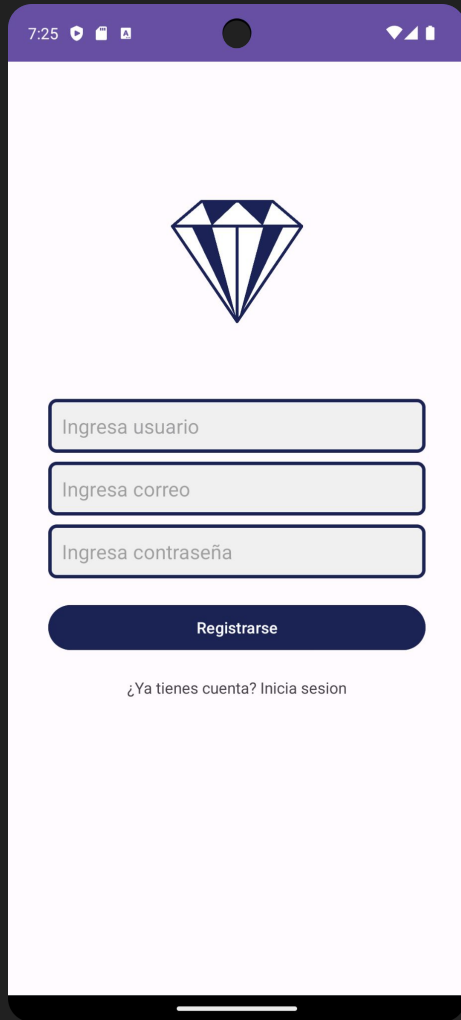 7:25
Ingresa usuario
Ingresa correo
Ingresa contraseña
Registrarse
¿Ya tienes cuenta? Inicia sesion